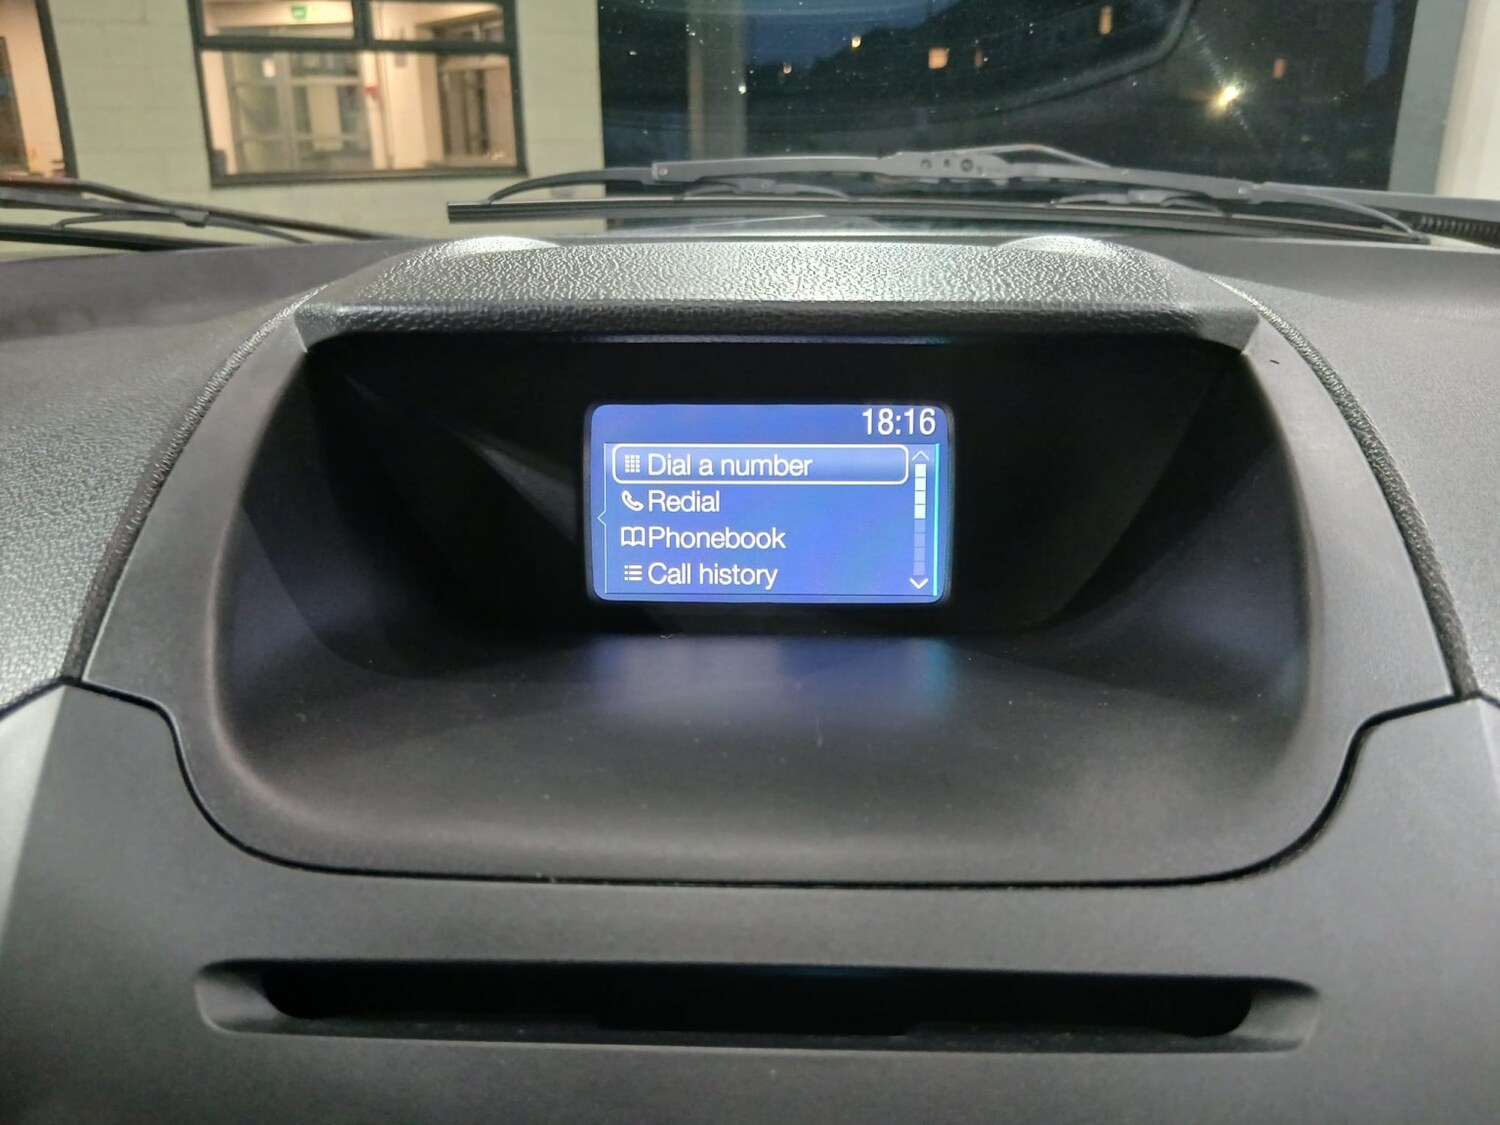 18:16
Dial a number
Redial
Phonebook
Call history